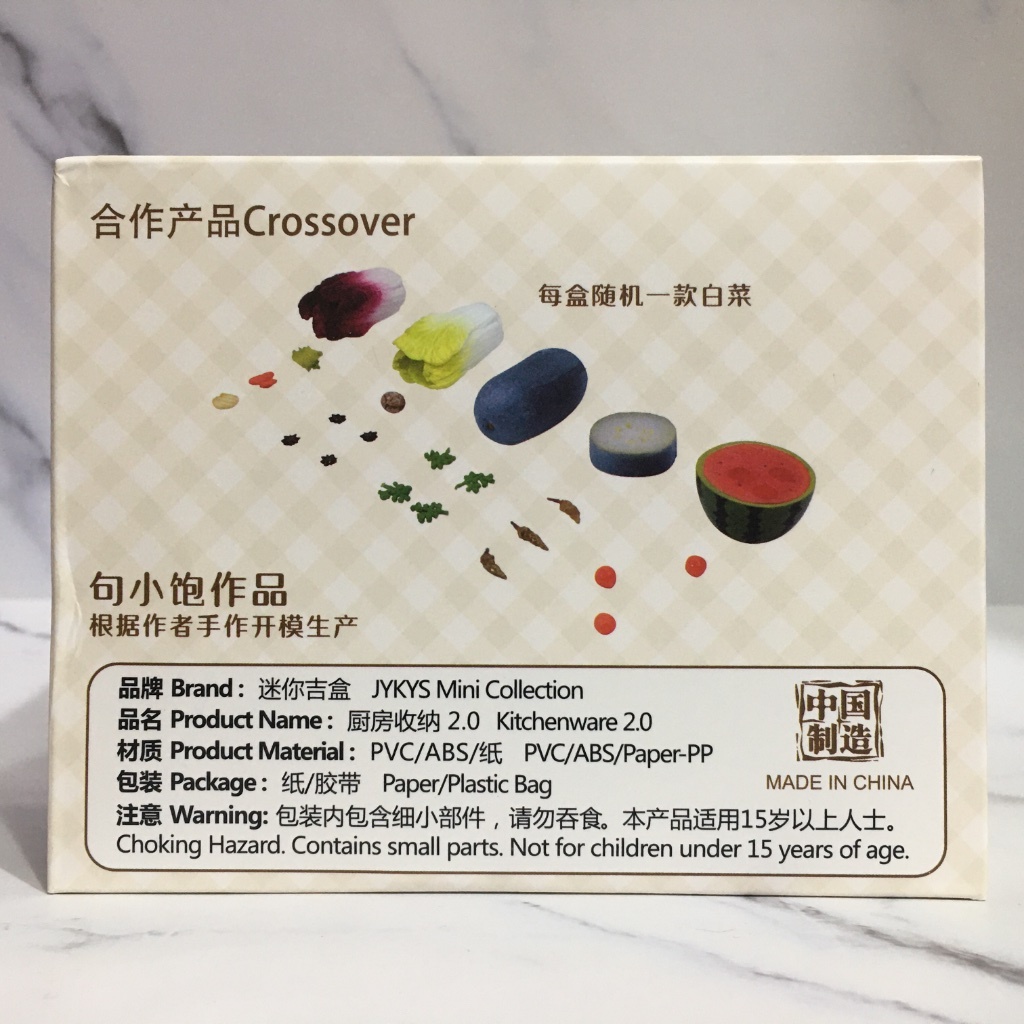 合作产品Crossover
每盒随机一款白菜
句小饱作品
根据作者手作开模生产
品牌 Brand： 迷你吉盒 JYKYS Mini Collection
品名 Product Name： 厨房收纳 2.0 Kitchenware 2.0
材质 Product Material： PVC/ABS/纸 PVC/ABS/Paper-PP
包装 Package： 纸/胶带 Paper/Plastic Bag
注意 Warning: 包装内包含细小部件，请勿吞食。本产品适用15岁以上人士。
Choking Hazard. Contains small parts. Not for children under 15 years of age.
中国
制造
MADE IN CHINA